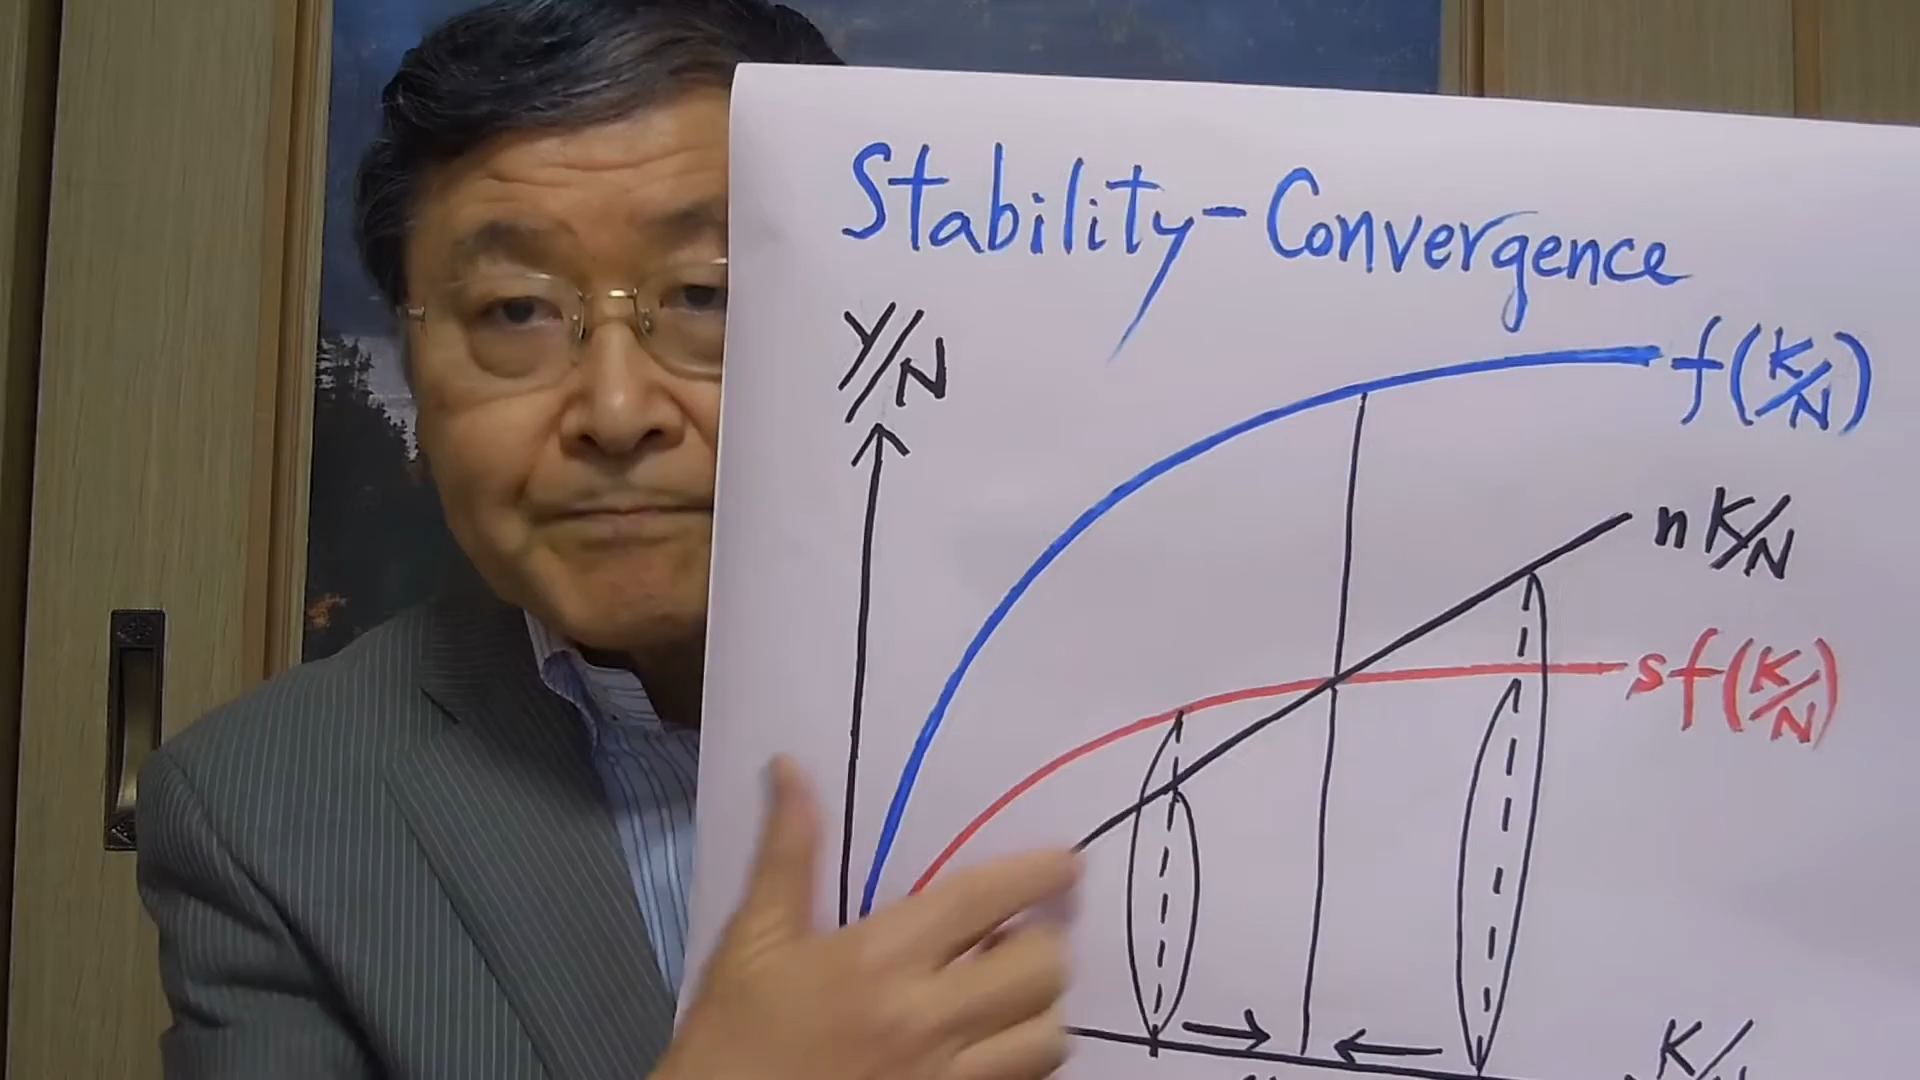 Stability-Convergence
Y/N
f(K/N)
nK/N
sf(K/N)
K/